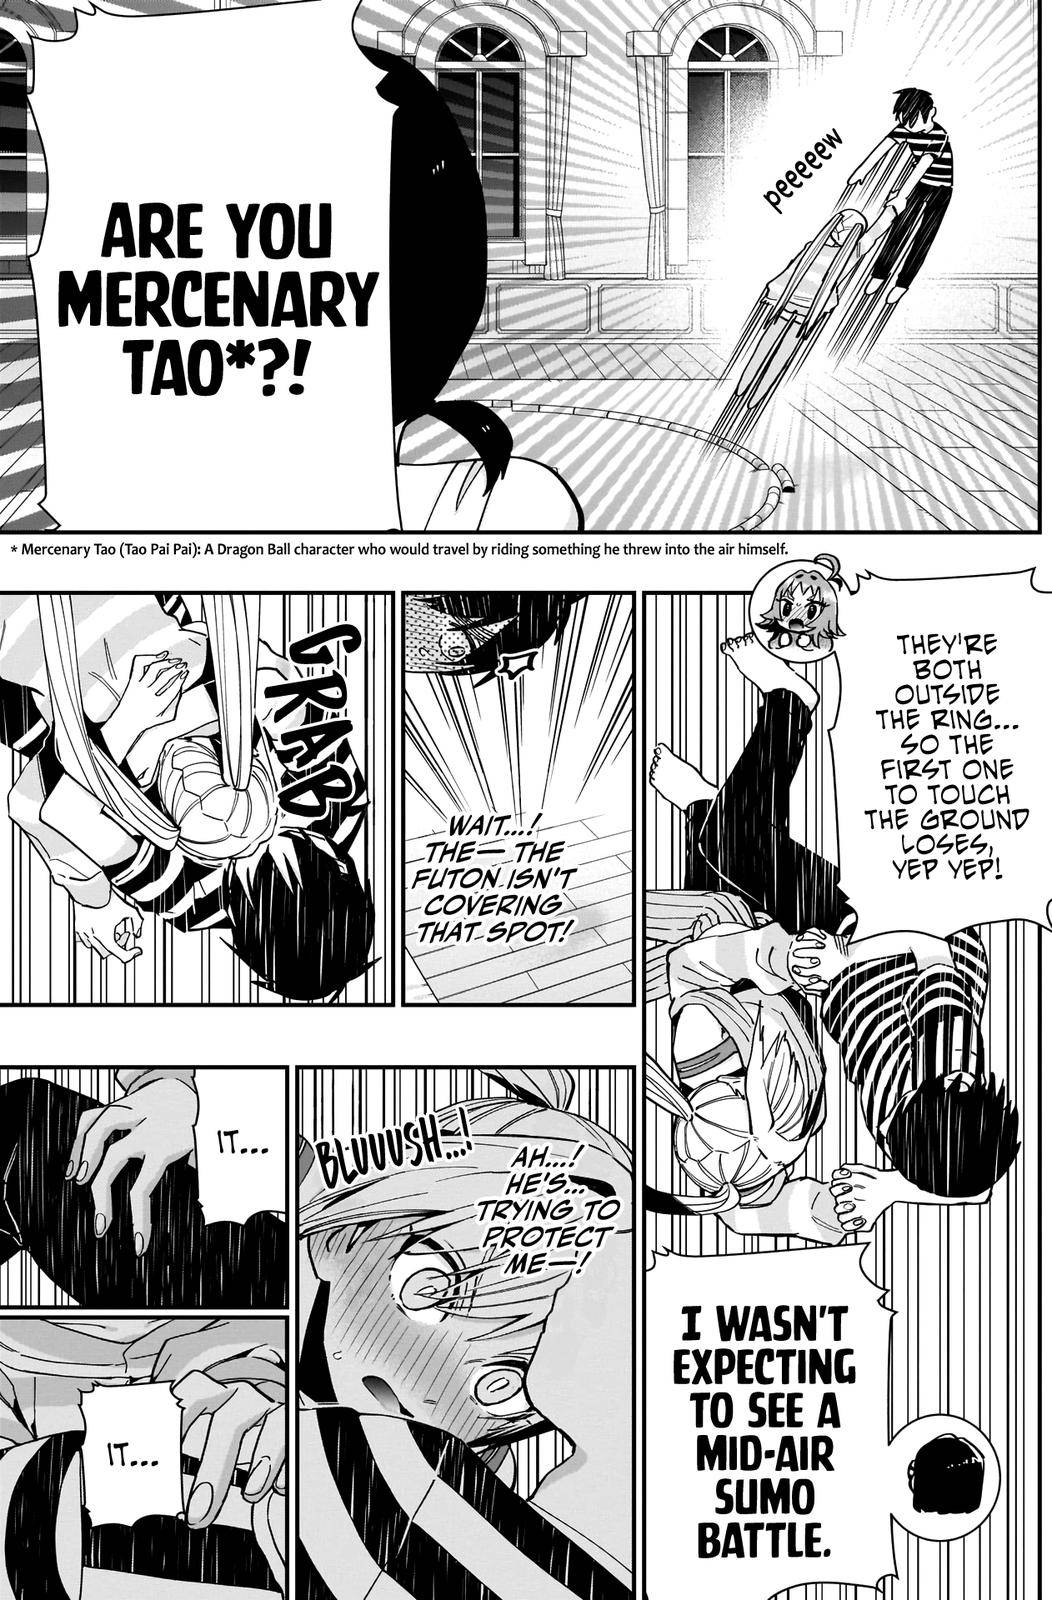 peeeeew
ARE YOU
MERCENARY
TAO*?!
* Mercenary Tao (Tao Pai Pai): A Dragon Ball character who would travel by riding something he threw into the air himself.
THEY'RE
BOTH
OUTSIDE
THE RING...
SO THE
FIRST ONE
TO TOUCH
THE GROUND
LOSES,
YEP YEP!
I WASN'T
EXPECTING
TO SEE A
MID-AIR
SUMO
BATTLE.
WAIT...!
THE— THE
FUTON ISN'T
COVERING
THAT SPOT!
GRAB
AH...!
HE'S...
TRYING TO
PROTECT
ME—!
BLUUUSH...!
IT...
IT...